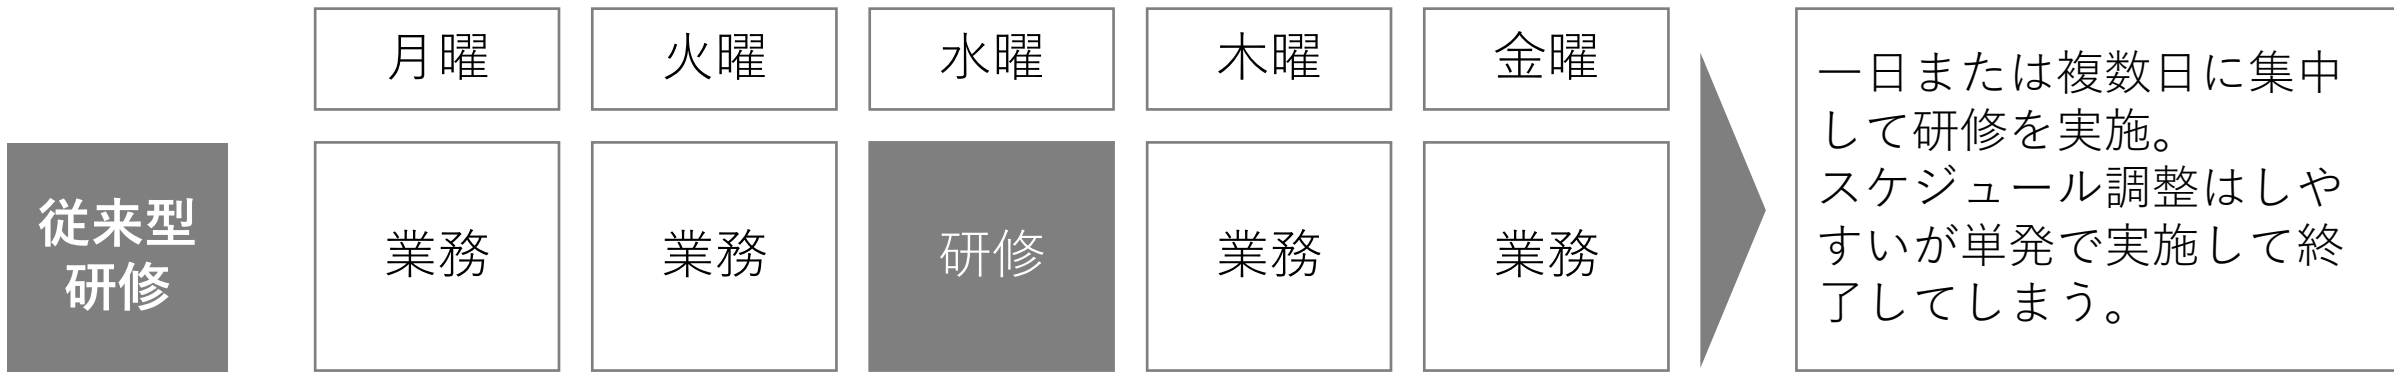 月曜 火曜 水曜 木曜 金曜
従来型
研修
業務 業務 研修 業務 業務
一日または複数日に集中
して研修を実施。
スケジュール調整はしや
すいが単発で実施して終
了してしまう。